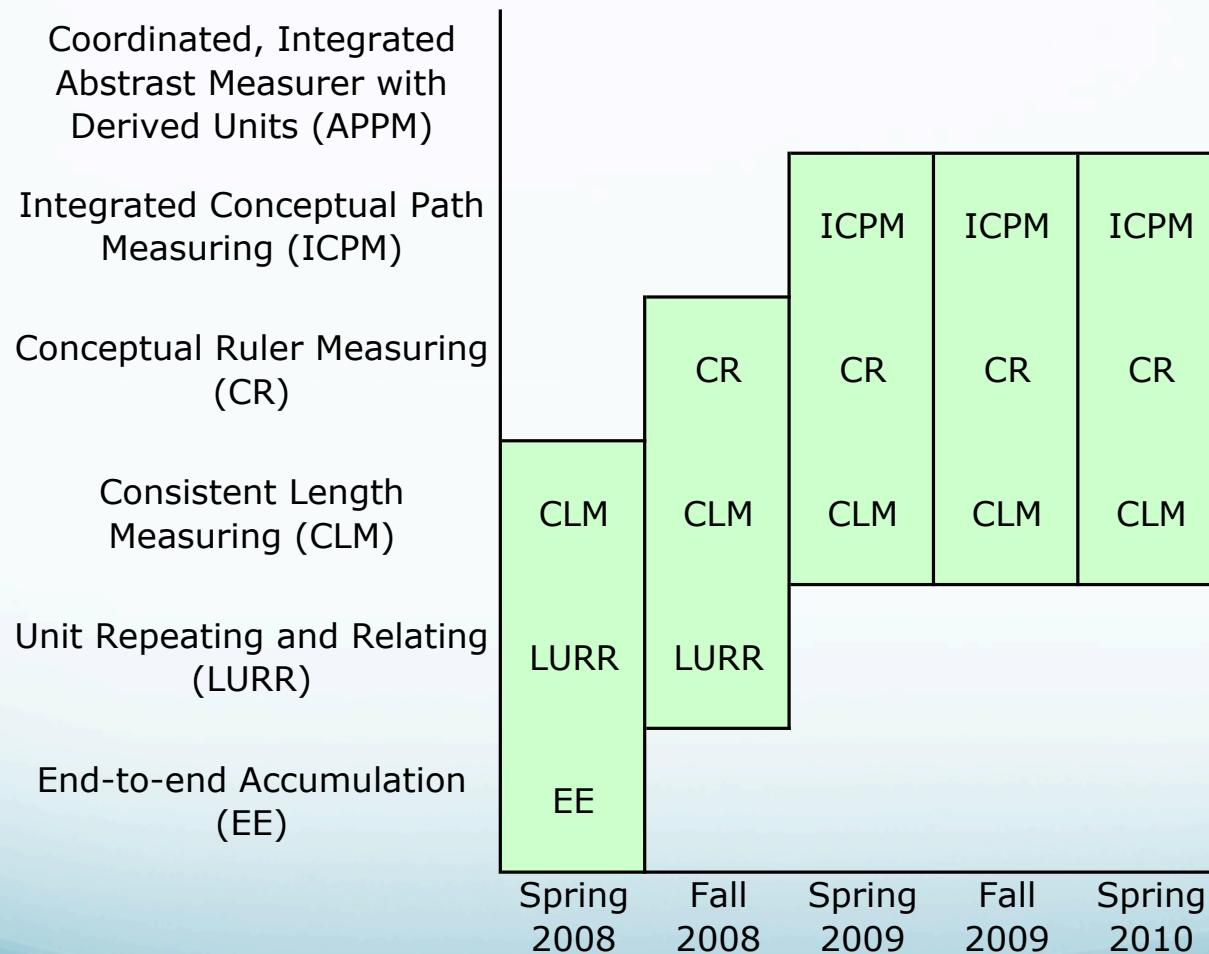 Coordinated, Integrated
Abstrast Measurer with
Derived Units (APPM)
Integrated Conceptual Path
Measuring (ICPM)
ICPM ICPM ICPM
Conceptual Ruler Measuring
(CR)
CR CR CR CR
Consistent Length
Measuring (CLM)
CLM CLM CLM CLM CLM
Unit Repeating and Relating
(LURR)
LURR LURR
End-to-end Accumulation
(EE)
EE
Spring Fall Spring Fall Spring
2008 2008 2009 2009 2010